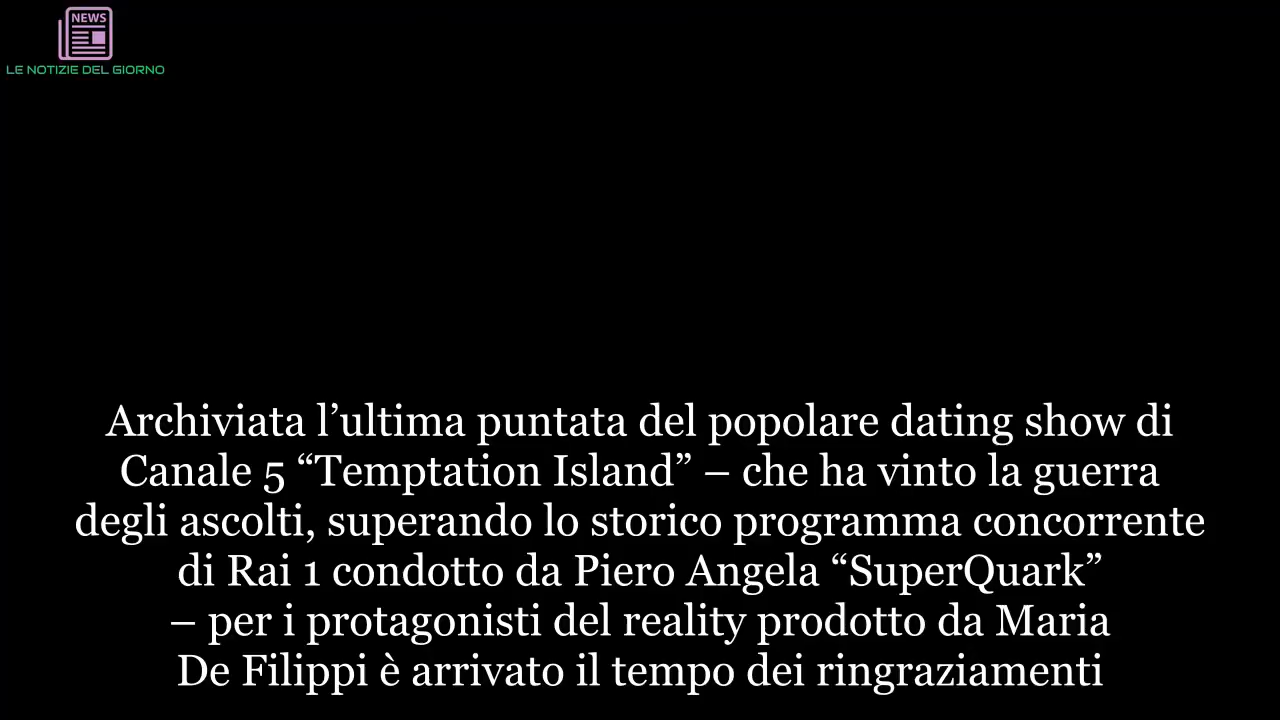 NEWS
LE NOTIZIE DEL GIORNO
Archiviata l’ultima puntata del popolare dating show di
Canale 5 “Temptation Island” – che ha vinto la guerra
degli ascolti, superando lo storico programma concorrente
di Rai 1 condotto da Piero Angela “SuperQuark”
– per i protagonisti del reality prodotto da Maria
De Filippi è arrivato il tempo dei ringraziamenti